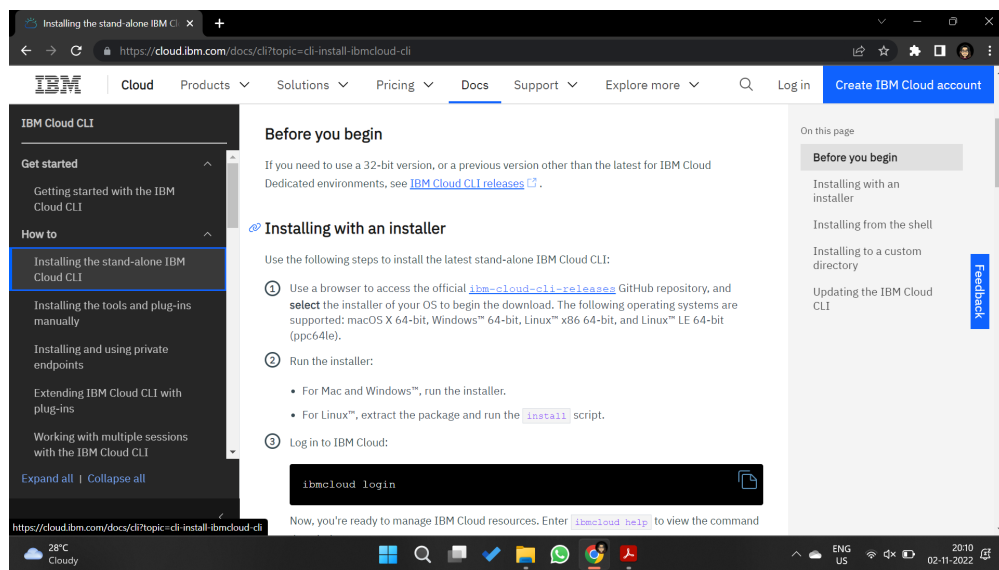 Installing the stand-alone IBM Cl
https://cloud.ibm.com/docs/cli?topic=cli-install-ibmcloud-cli
IBM Cloud Products Solutions Pricing Docs Support Explore more Log in Create IBM Cloud account
IBM Cloud CLI
Get started
Getting started with the IBM
Cloud CLI
How to
Installing the stand-alone IBM
Cloud CLI
Installing the tools and plug-ins
manually
Installing and using private
endpoints
Extending IBM Cloud CLI with
plug-ins
Working with multiple sessions
with the IBM Cloud CLI
Expand all | Collapse all
https://cloud.ibm.com/docs/cli?topic=cli-install-ibmcloud-cli
Before you begin
If you need to use a 32-bit version, or a previous version other than the latest for IBM Cloud
Dedicated environments, see IBM Cloud CLI releases .
Installing with an installer
Use the following steps to install the latest stand-alone IBM Cloud CLI:
1 Use a browser to access the official ibm-cloud-cli-releases GitHub repository, and
select the installer of your OS to begin the download. The following operating systems are
supported: macOS X 64-bit, Windows™ 64-bit, Linux™ x86 64-bit, and Linux™ LE 64-bit
(ppc64le).
2 Run the installer:
• For Mac and Windows™, run the installer.
• For Linux™, extract the package and run the install script.
3 Log in to IBM Cloud:
ibmcloud login
Now, you're ready to manage IBM Cloud resources. Enter ibmcloud help to view the command
On this page
Before you begin
Installing with an
installer
Installing from the shell
Installing to a custom
directory
Updating the IBM Cloud
CLI
Feedback
28°C
Cloudy
ENG
US
20:10
02-11-2022